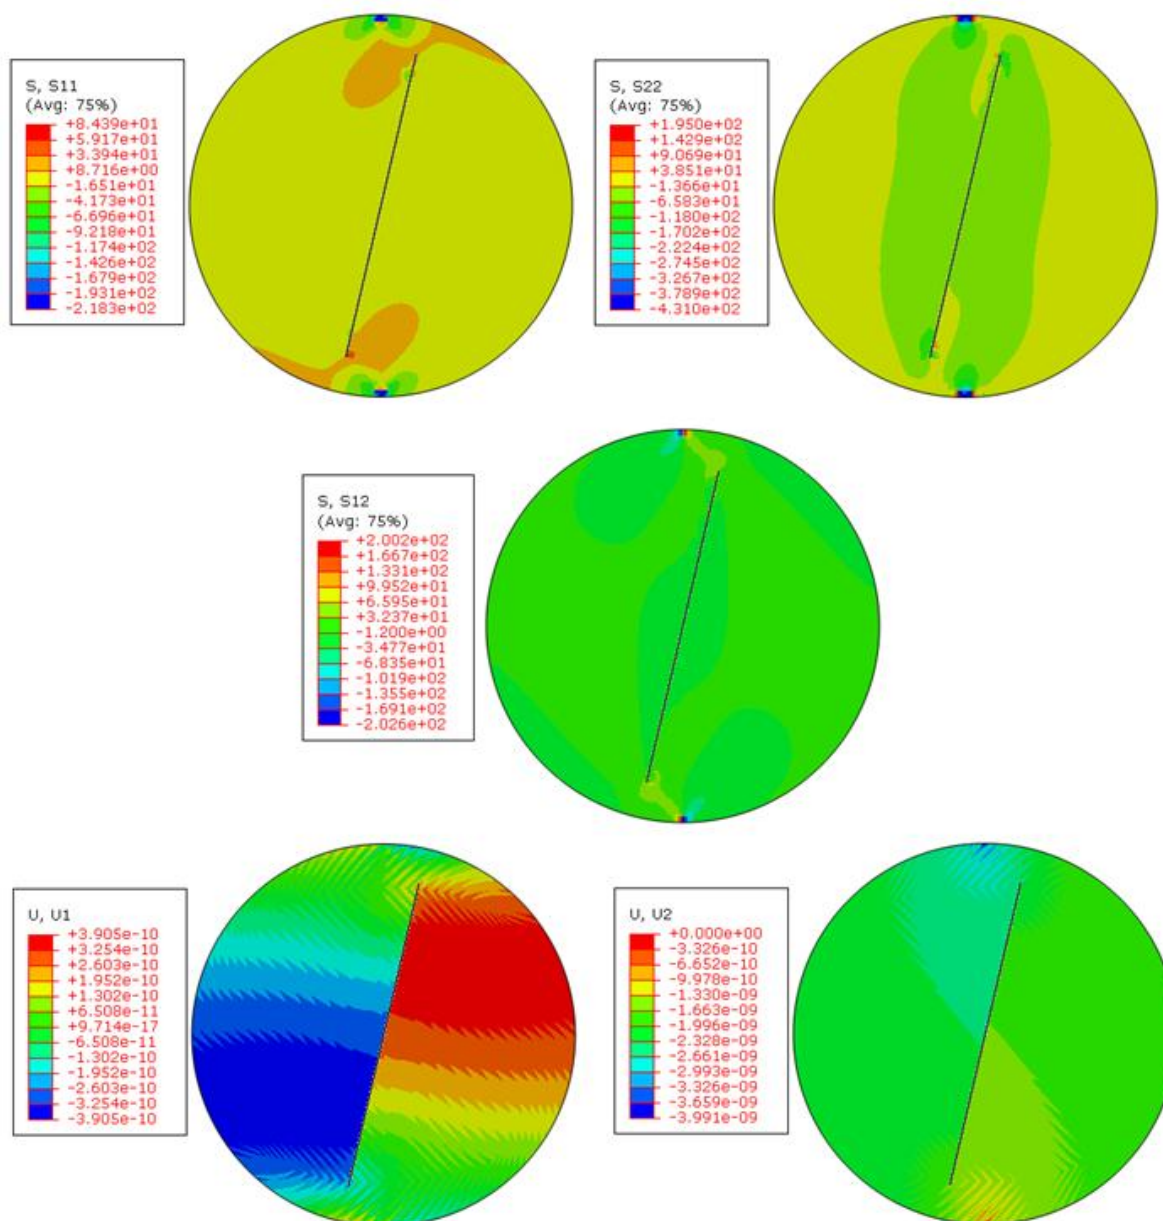 S, S11
(Avg: 75%)
+8.439e+01
+5.917e+01
+3.394e+01
+8.716e+00
-1.651e+01
-4.173e+01
-6.696e+01
-9.218e+01
-1.174e+02
-1.426e+02
-1.679e+02
-1.931e+02
-2.183e+02
S, S22
(Avg: 75%)
+1.950e+02
+1.429e+02
+9.069e+01
+3.851e+01
-1.366e+01
-6.583e+01
-1.180e+02
-1.702e+02
-2.224e+02
-2.745e+02
-3.267e+02
-3.789e+02
-4.310e+02
S, S12
(Avg: 75%)
+2.002e+02
+1.667e+02
+1.331e+02
+9.952e+01
+6.595e+01
+3.237e+01
-1.200e+00
-3.477e+01
-6.835e+01
-1.019e+02
-1.355e+02
-1.691e+02
-2.026e+02
U, U1
+3.905e-10
+3.254e-10
+2.603e-10
+1.952e-10
+1.302e-10
+6.508e-11
+9.714e-17
-6.508e-11
-1.302e-10
-1.952e-10
-2.603e-10
-3.254e-10
-3.905e-10
U, U2
+0.000e+00
-3.326e-10
-6.652e-10
-9.978e-10
-1.330e-09
-1.663e-09
-1.996e-09
-2.328e-09
-2.661e-09
-2.993e-09
-3.326e-09
-3.659e-09
-3.991e-09